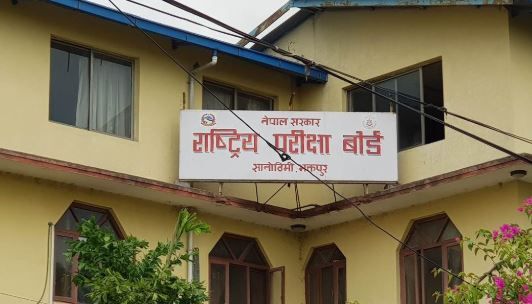 नेपाल सरकार
राष्ट्रिय परीक्षा बोर्ड
सानोठिमी, भक्तपुर